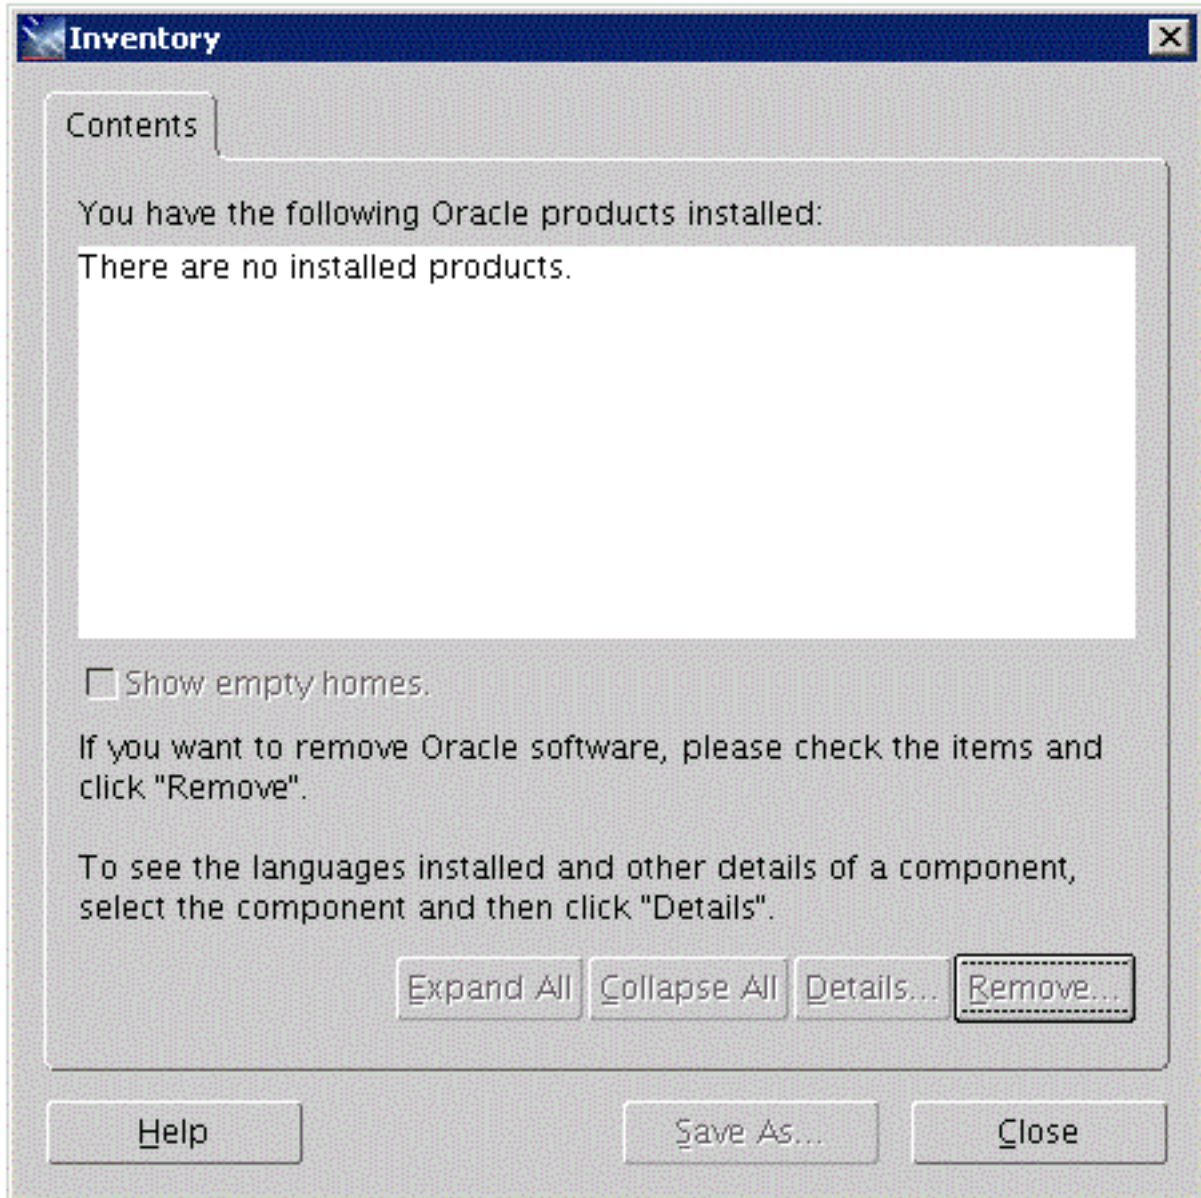 Inventory
Contents
You have the following Oracle products installed:
There are no installed products.
Show empty homes.
If you want to remove Oracle software, please check the items and
click "Remove".
To see the languages installed and other details of a component,
select the component and then click "Details".
Expand All Collapse All Details... Remove...
Help Save As... Close